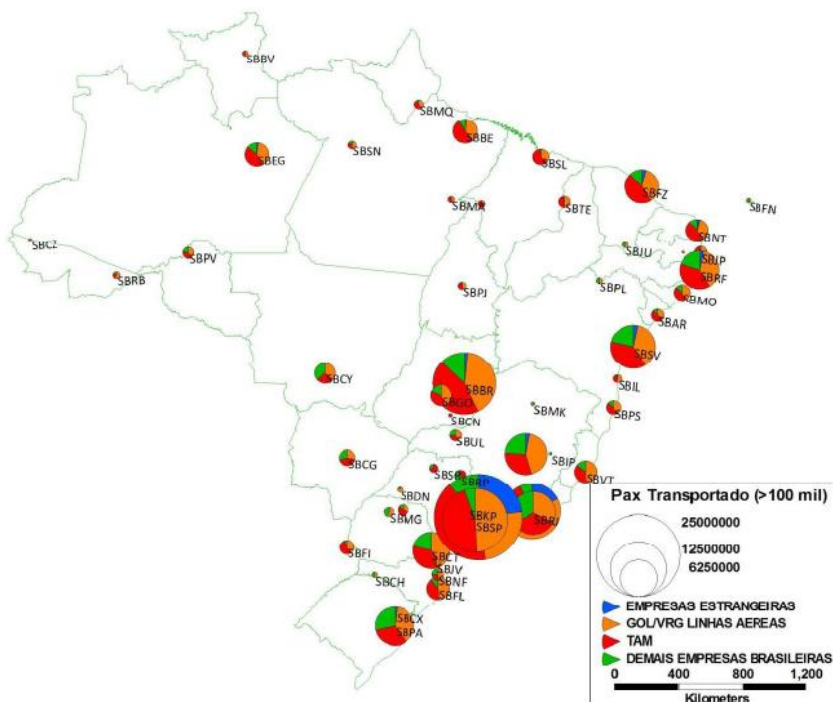 SBBV
SBMQ
SBBE
SBEG
SBSN
SBSL
SBFZ
SBMA
SBTE
SBFN
SBNT
SBCZ
SBJU
SBJP
SBPV
SBRF
SBRB
SBPJ
SBPL
SBMO
SBAR
SBSV
SBCY
SBBR
SBIL
SBGO
SBMK
SBPS
SBCN
SBUL
SBCG
SBIP
SBVT
SBSR
SBRP
SBDN
SBKP
SBRJ
SBMG
SBSP
SBFI
SBCT
SBJV
SBCH
SBNF
SBFL
SBCX
SBPA
Pax Transportado (>100 mil)
25000000
12500000
6250000
EMPRESAS ESTRANGEIRAS
GOL/VRG LINHAS AEREAS
TAM
DEMAIS EMPRESAS BRASILEIRAS
0 400 800 1,200
Kilometers